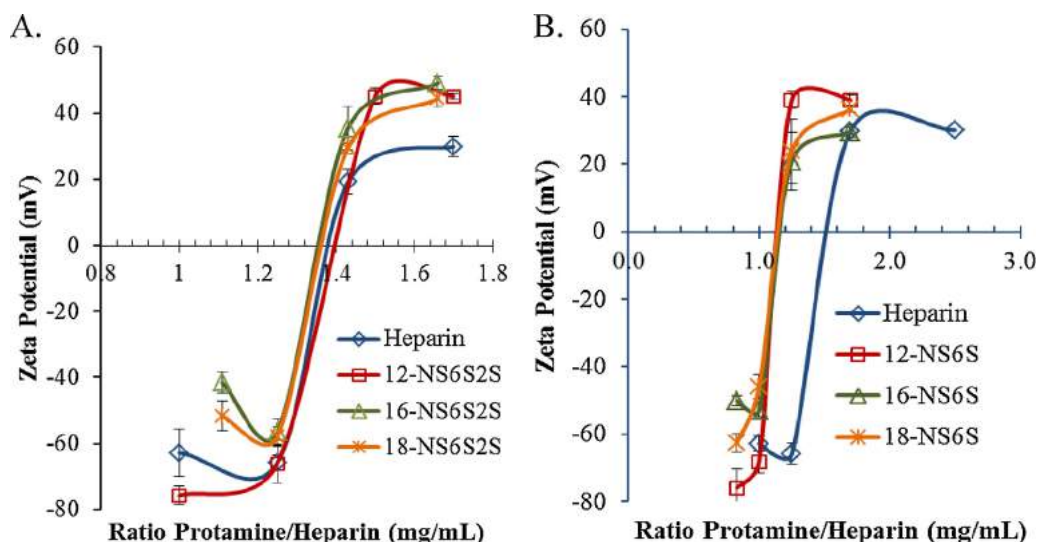 A.
60
40
20
0
-20
-40
-60
-80
0.8
1
1.2
1.4
1.6
1.8
Zeta Potential (mV)
Heparin
12-NS6S2S
16-NS6S2S
18-NS6S2S
Ratio Protamine/Heparin (mg/mL)
B.
60
40
20
0
-20
-40
-60
-80
0.0
1.0
2.0
3.0
Zeta Potential (mV)
Heparin
12-NS6S
16-NS6S
18-NS6S
Ratio Protamine/Heparin (mg/mL)